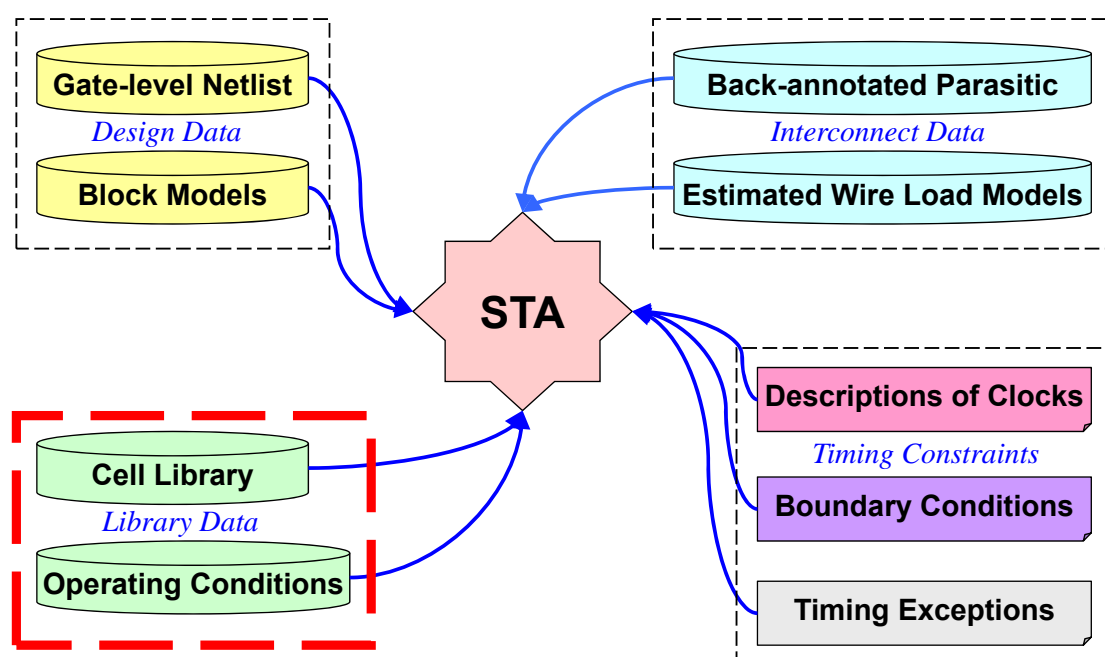 Gate-level Netlist
Design Data
Block Models
Back-annotated Parasitic
Interconnect Data
Estimated Wire Load Models
STA
Cell Library
Library Data
Operating Conditions
Descriptions of Clocks
Timing Constraints
Boundary Conditions
Timing Exceptions